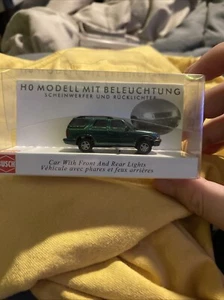 H0 MODELL MIT BELEUCHTUNG
SCHEINWERFER UND RÜCKLICHTER
BUSCH
Car With Front And Rear Lights
Véhicule avec phares et feux arrières